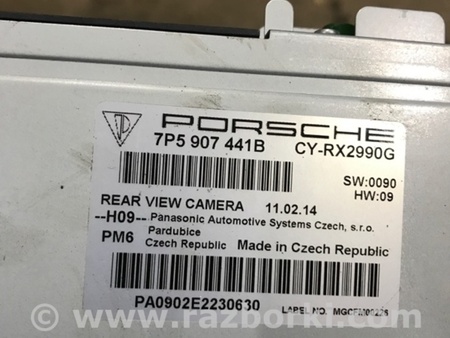 PORSCHE
7P5 907 441B CY-RX2990G
SW:0090
HW:09
REAR VIEW CAMERA 11.02.14
--H09-- Panasonic Automotive Systems Czech, s.r.o.
PM6 Pardubice
Czech Republic Made in Czech Republic
PA0902E2230630 LABEL NO. MGCFM00226
© www.razborki.com